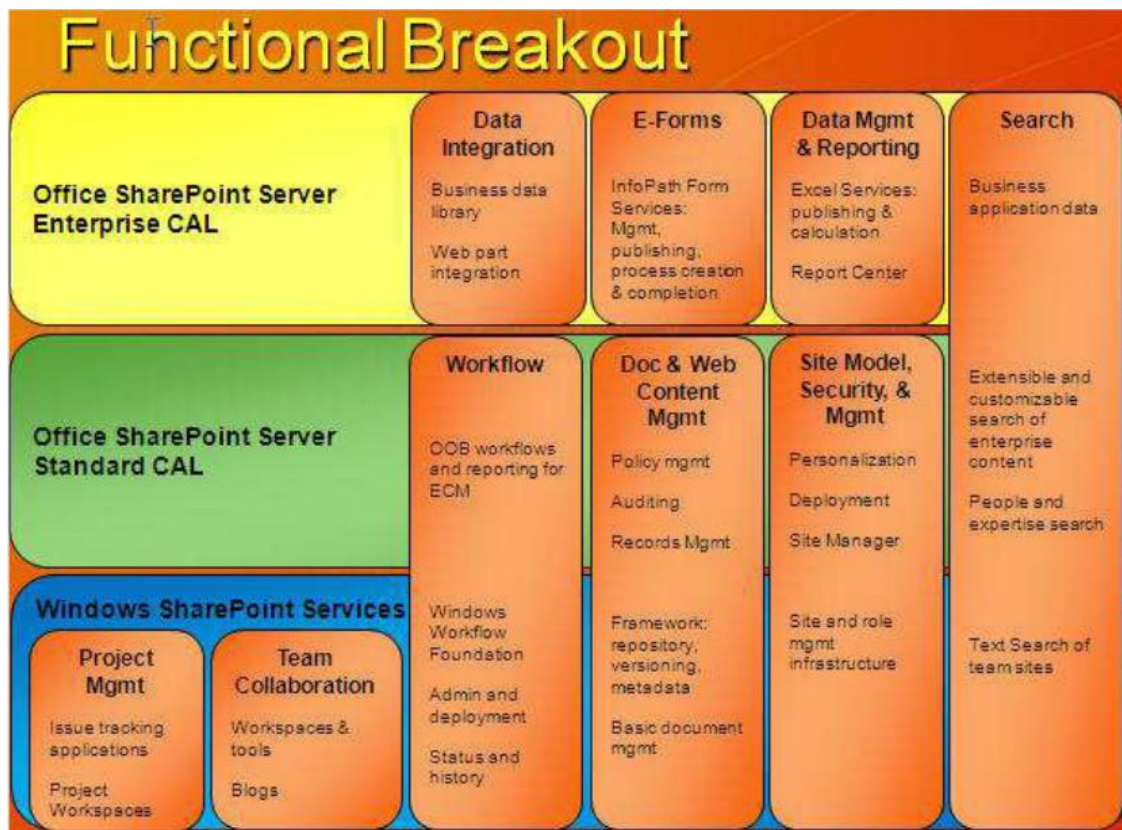 Functional Breakout
Office SharePoint Server
Enterprise CAL
Data
Integration
Business data
library
Web part
integration
E-Forms
InfoPath Form
Services:
Mgmt,
publishing,
process creation
& completion
Data Mgmt
& Reporting
Excel Services:
publishing &
calculation
Report Center
Search
Business
application data
Extensible and
customizable
search of
enterprise
content
People and
expertise search
Text Search of
team sites
Office SharePoint Server
Standard CAL
Workflow
OOB workflows
and reporting for
ECM
Windows
Workflow
Foundation
Admin and
deployment
Status and
history
Doc & Web
Content
Mgmt
Policy mgmt
Auditing
Records Mgmt
Framework:
repository,
versioning,
metadata
Basic document
mgmt
Site Model,
Security, &
Mgmt
Personalization
Deployment
Site Manager
Site and role
mgmt
infrastructure
Windows SharePoint Services
Project
Mgmt
Issue tracking
applications
Project
Workspaces
Team
Collaboration
Workspaces &
tools
Blogs